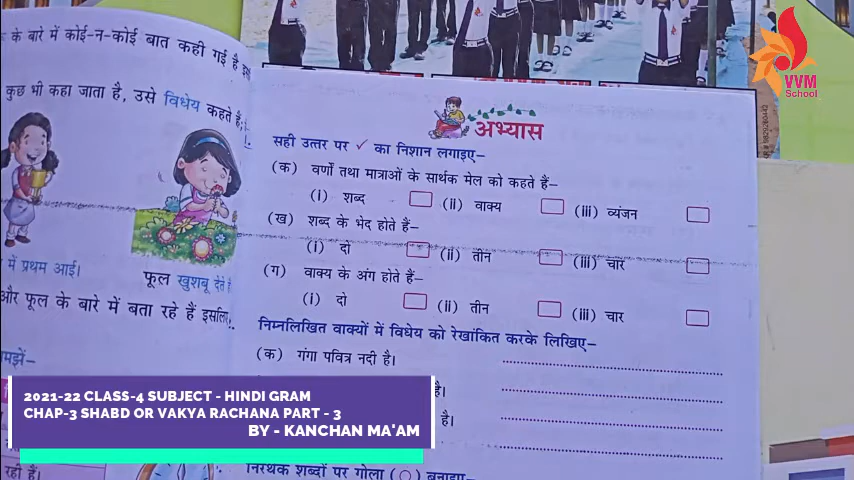 के बारे में कोई-न-कोई बात कही गई है
कुछ भी कहा जाता है, उसे विधेय कहते हैं,
में प्रथम आई।
फूल खुशबू देते हैं
और फूल के बारे में बता रहे हैं
समझें–
रही हैं।
अभ्यास
सही उत्तर पर ✓ का निशान लगाइए–
(क) वर्णों तथा मात्राओं के सार्थक मेल को कहते हैं–
(i) शब्द (ii) वाक्य (iii) व्यंजन
(ख) शब्द के भेद होते हैं–
(i) दो (ii) तीन (iii) चार
(ग) वाक्य के अंग होते हैं–
(i) दो (ii) तीन (iii) चार
निम्नलिखित वाक्यों में विधेय को रेखांकित करके लिखिए–
(क) गंगा पवित्र नदी है।
है।
है।
निरर्थक शब्दों पर गोला (○) बनाइए–
VVM
School
2021-22 CLASS-4 SUBJECT - HINDI GRAM
CHAP-3 SHABD OR VAKYA RACHANA PART - 3
BY - KANCHAN MA'AM